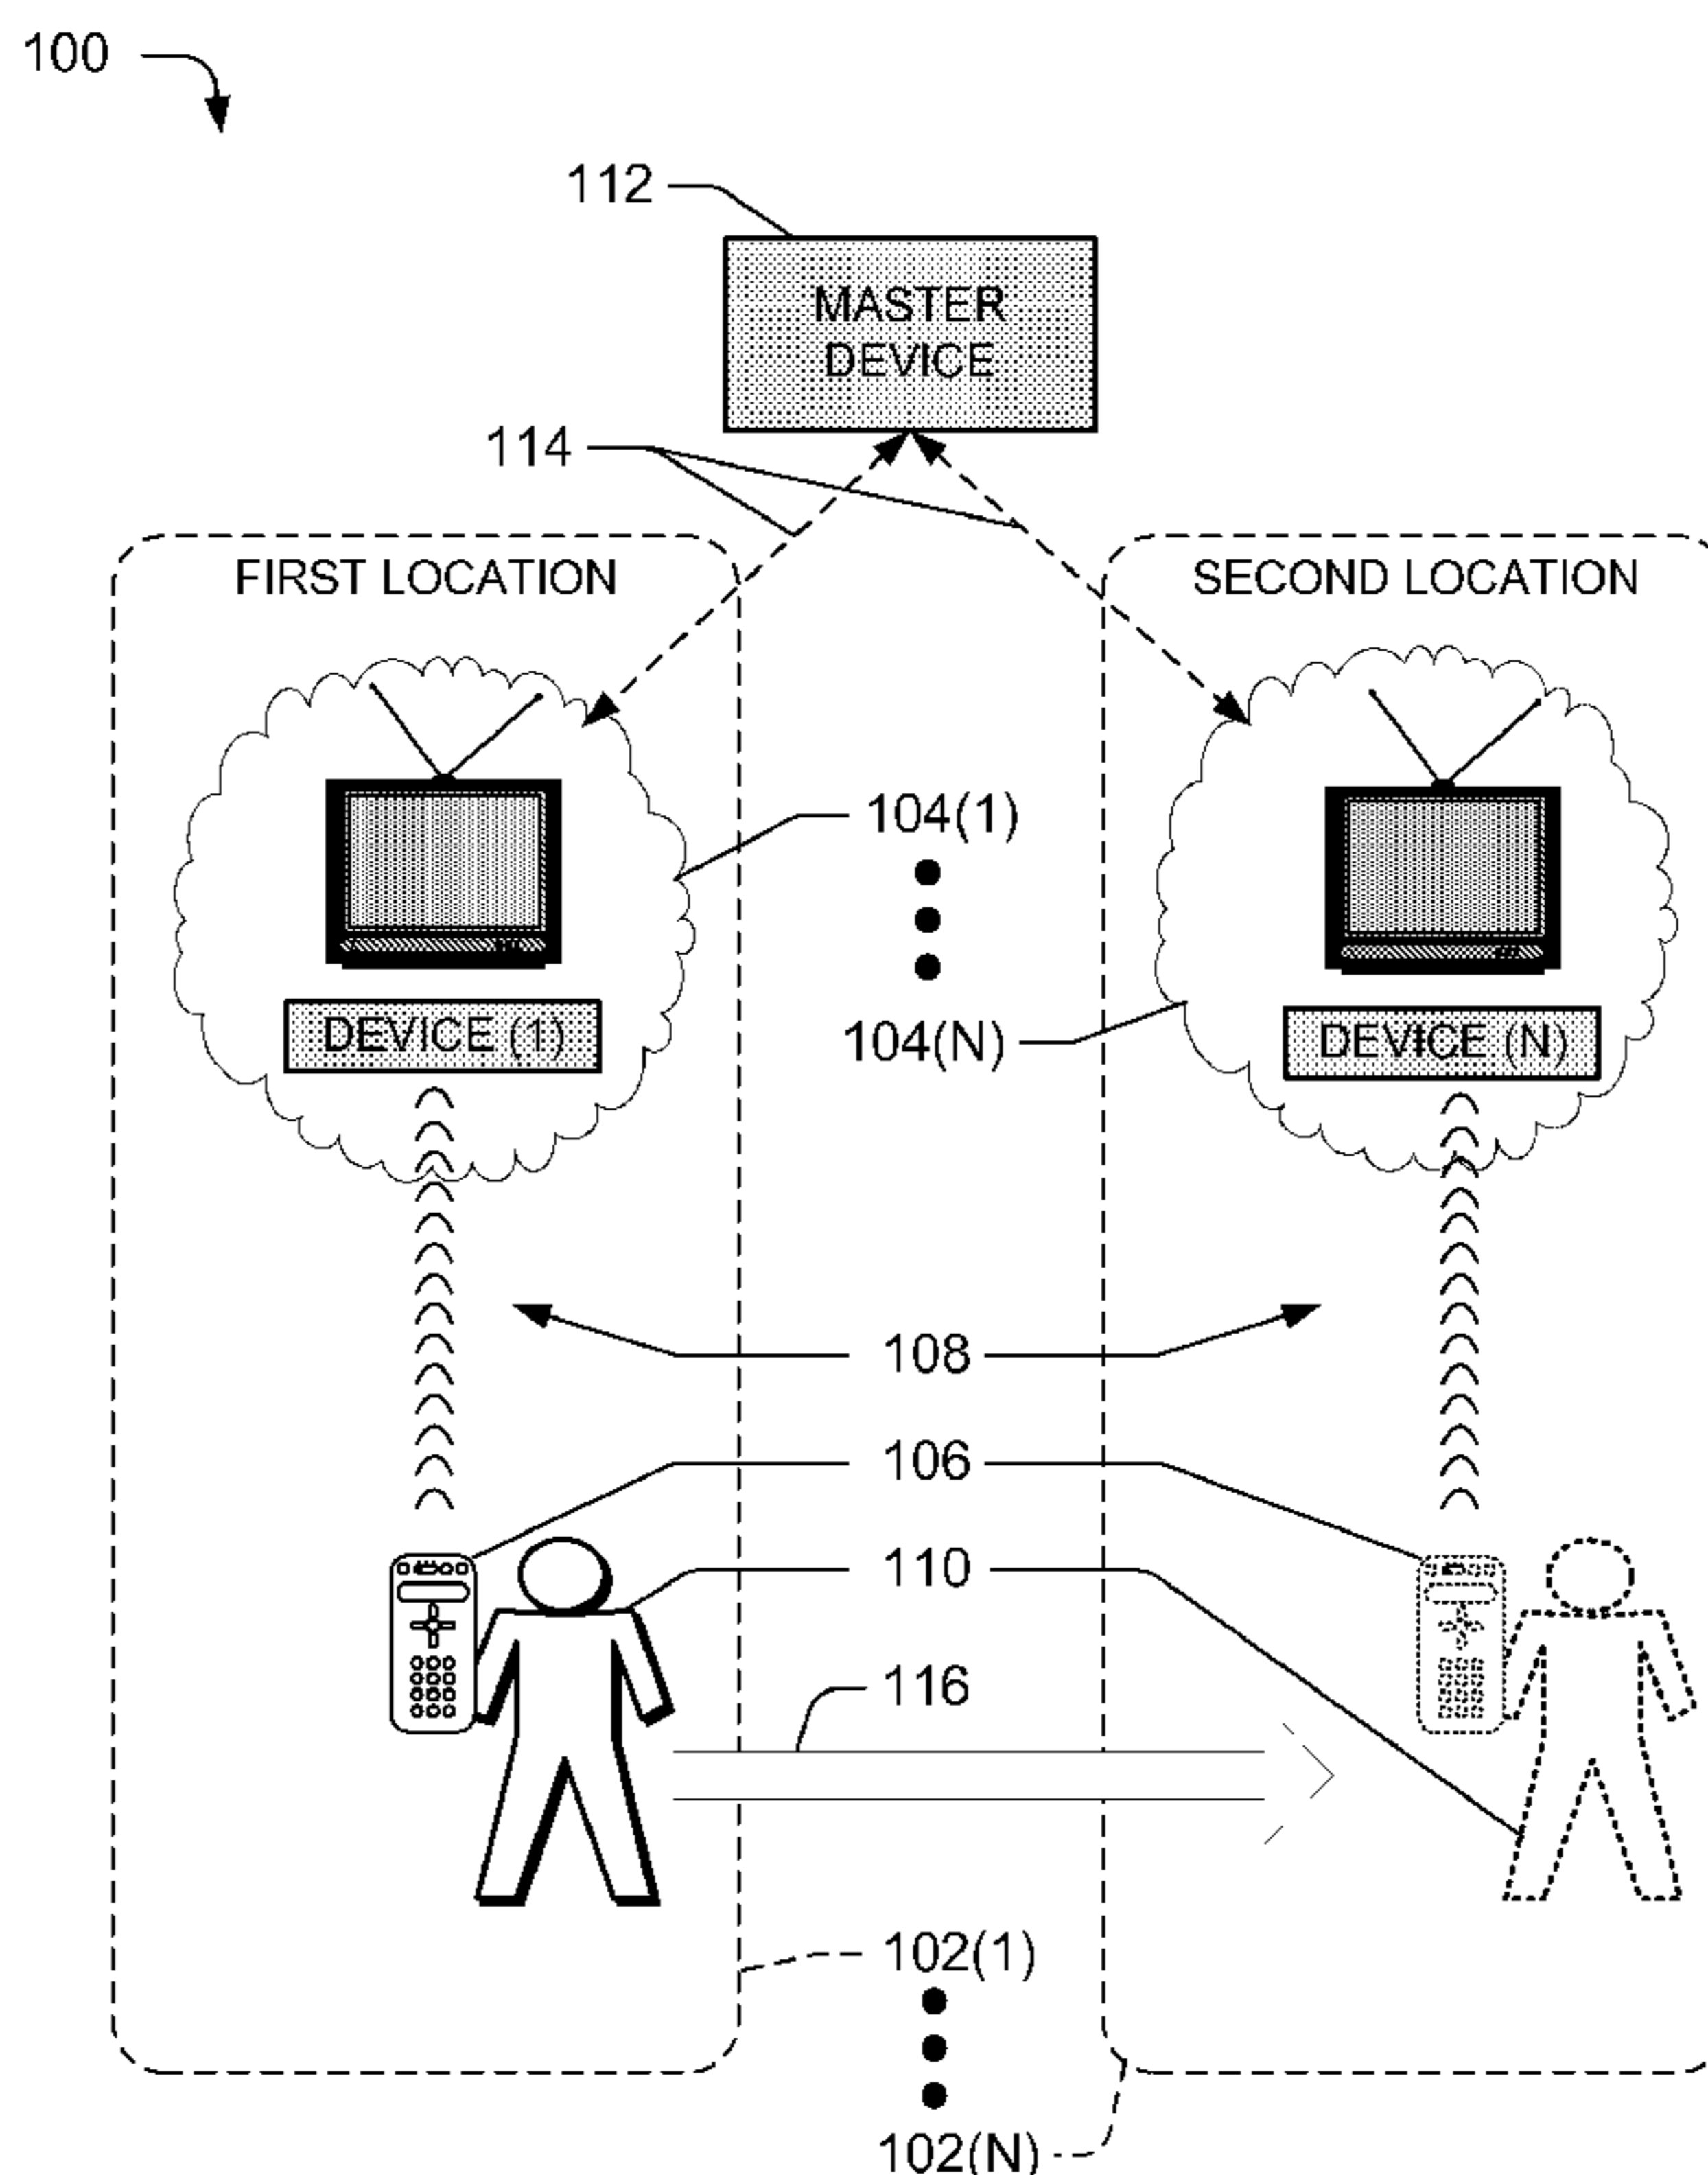 100
112
MASTER
DEVICE
114
FIRST LOCATION
SECOND LOCATION
104(1)
104(N)
DEVICE (1)
DEVICE (N)
108
106
110
116
102(1)
102(N)